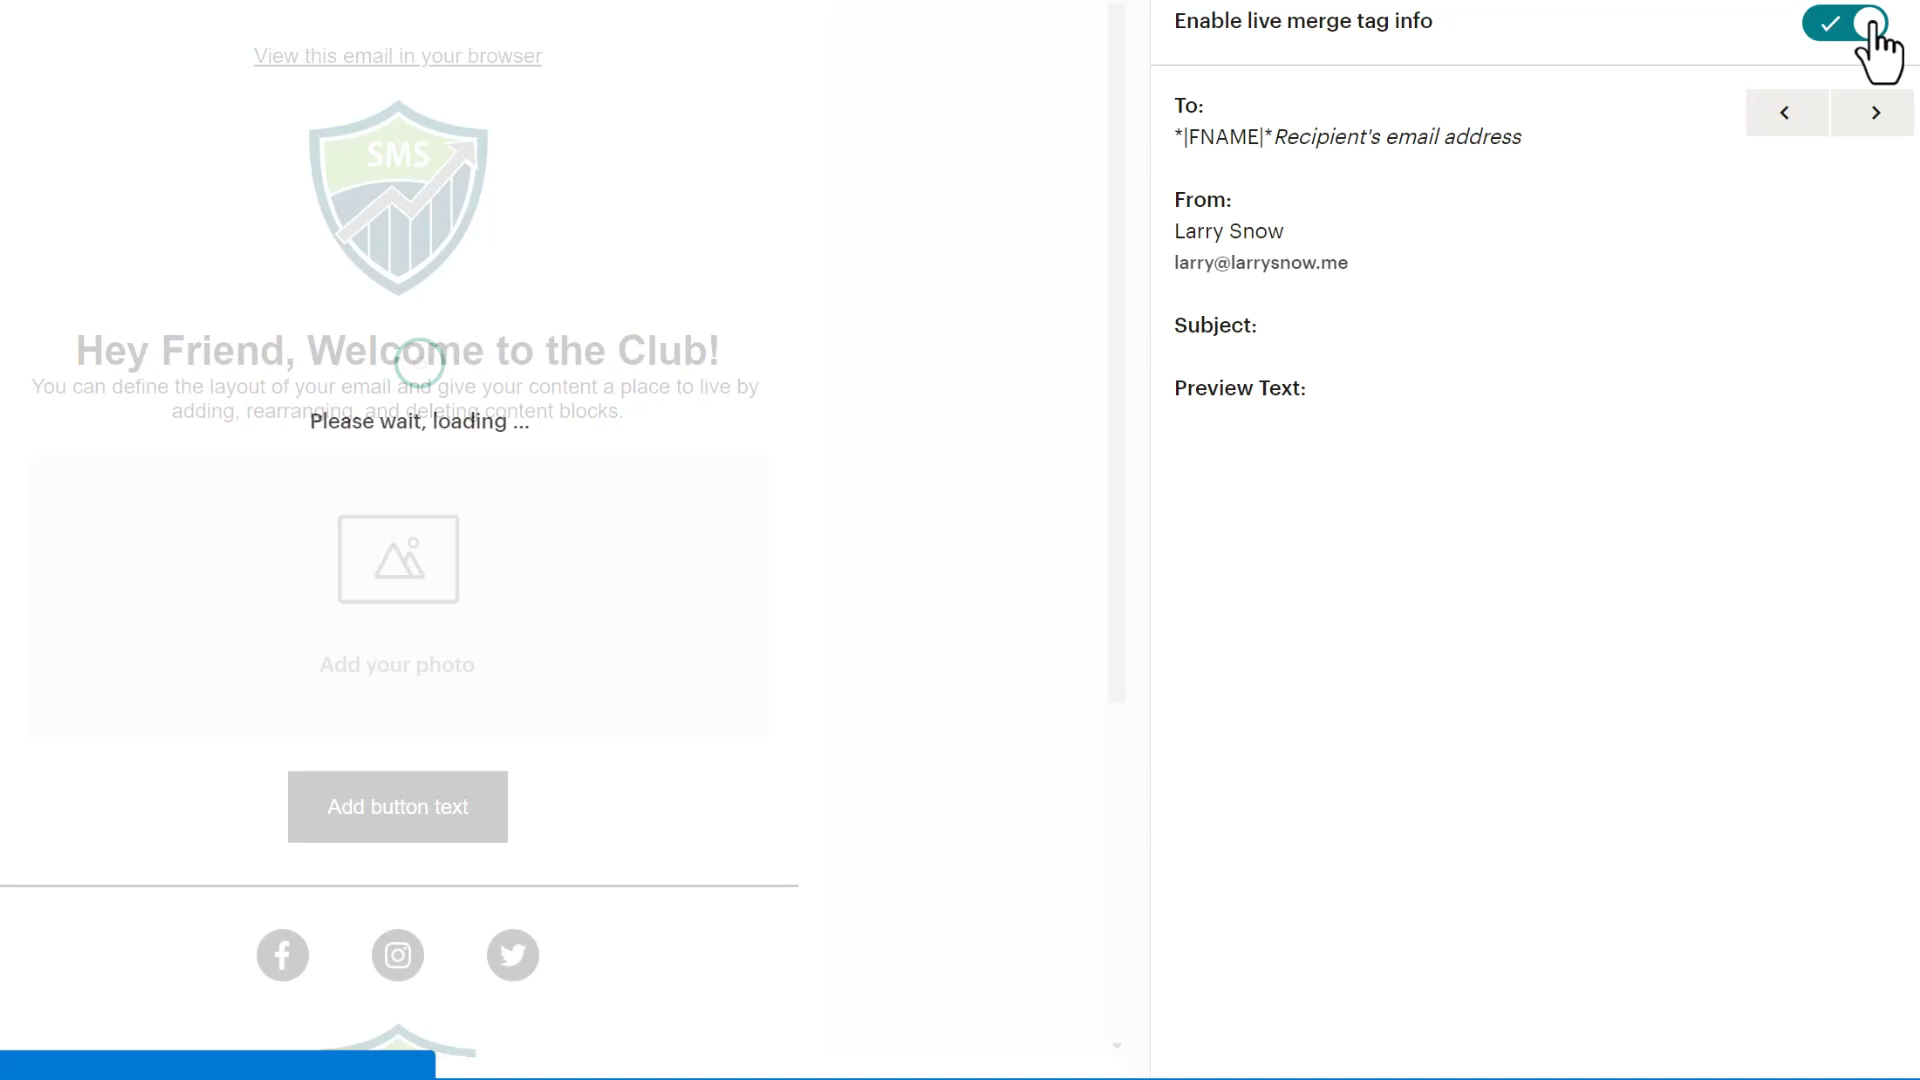 Enable live merge tag info
View this email in your browser
SMS
To:
*|FNAME|* Recipient's email address
From:
Larry Snow
larry@larrysnow.me
Subject:
Preview Text:
Hey Friend, Welcome to the Club!
You can define the layout of your email and give your content a place to live by
adding, rearranging, and deleting content blocks.
Please wait, loading ...
Add your photo
Add button text